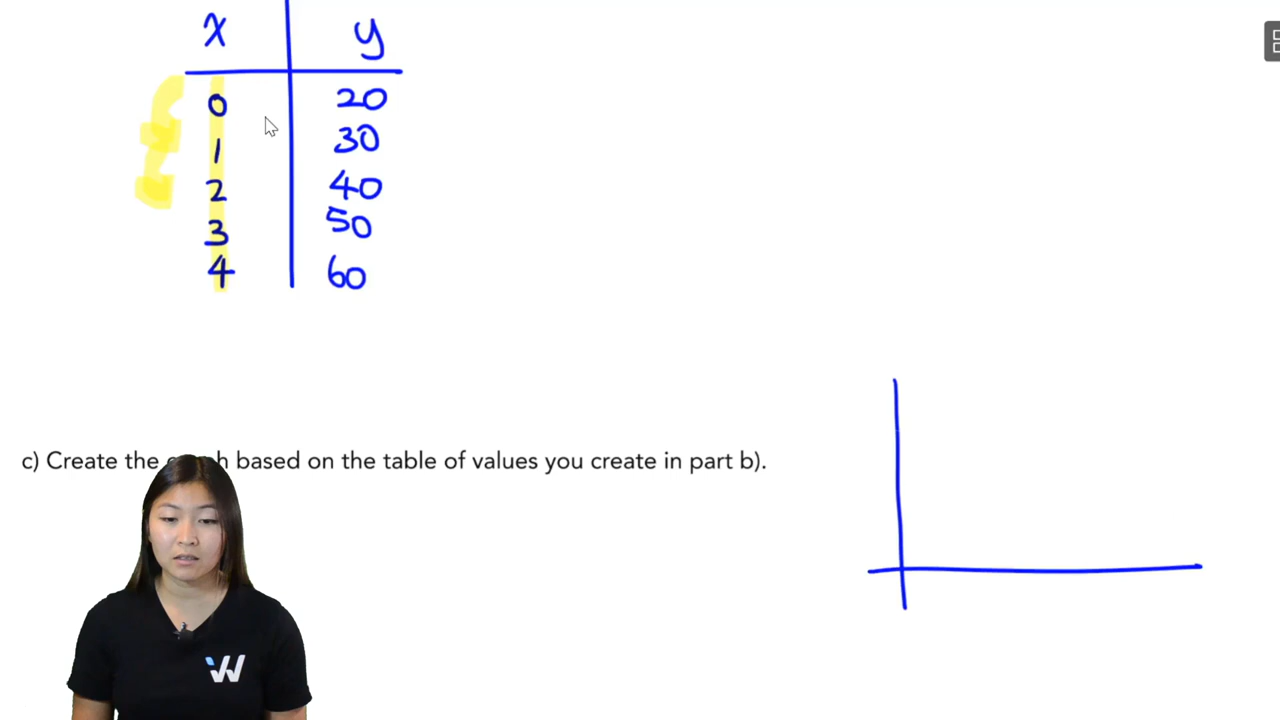 x y
0 20
1 30
2 40
3 50
4 60
c) Create the graph based on the table of values you create in part b).
W